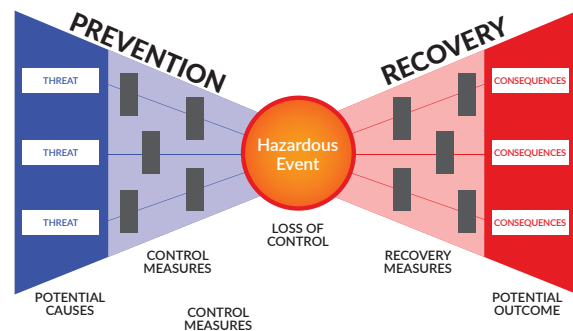 PREVENTION
RECOVERY
THREAT
THREAT
THREAT
Hazardous
Event
CONSEQUENCES
CONSEQUENCES
CONSEQUENCES
LOSS OF
CONTROL
CONTROL
MEASURES
RECOVERY
MEASURES
POTENTIAL
CAUSES
CONTROL
MEASURES
POTENTIAL
OUTCOME